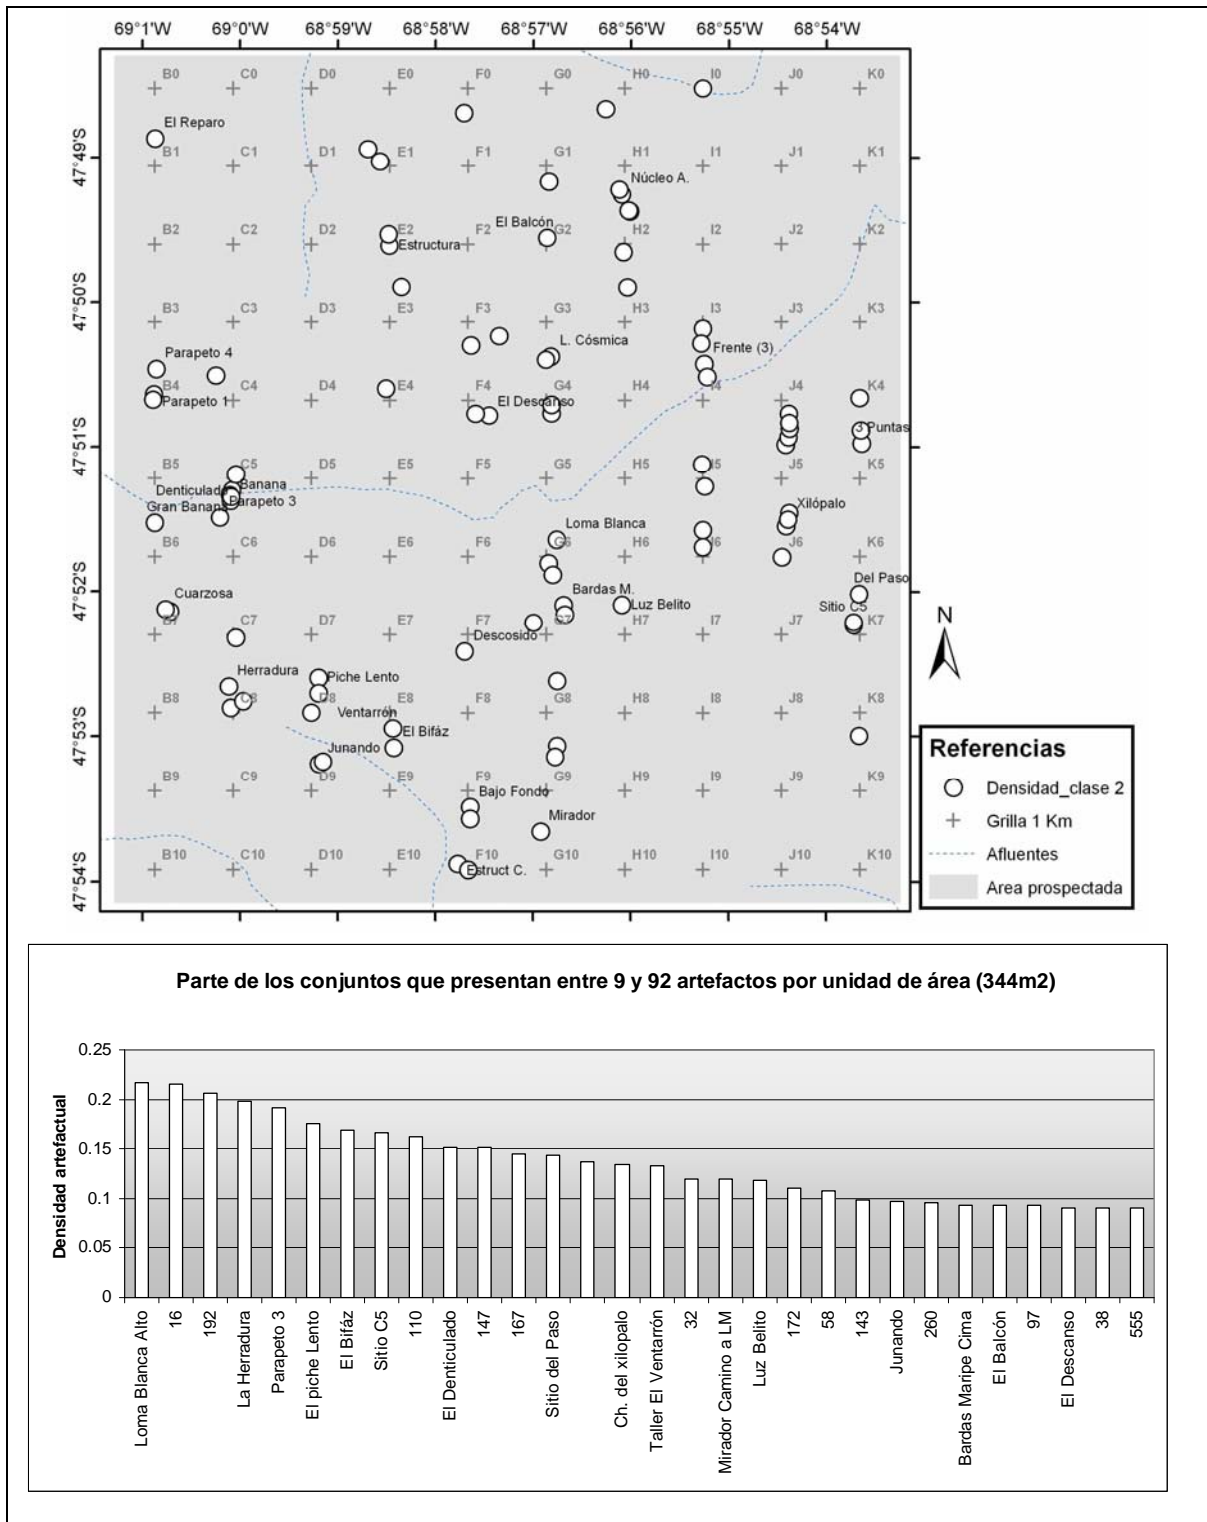 69°1'W 69°0'W 68°59'W 68°58'W 68°57'W 68°56'W 68°55'W 68°54'W
B0 C0 D0 E0 F0 G0 H0 I0 J0 K0
El Reparo
47°49'S
B1 C1 D1 E1 F1 G1 H1 I1 J1 K1
Núcleo A.
El Balcón
B2 C2 D2 E2 F2 G2 H2 I2 J2 K2
Estructura
47°50'S
B3 C3 D3 E3 F3 G3 H3 I3 J3 K3
L. Cósmica
Frente (3)
Parapeto 4
B4 C4 D4 E4 F4 G4 H4 I4 J4 K4
Parapeto 1
El Descanso
3 Puntas
47°51'S
B5 C5 D5 E5 F5 G5 H5 I5 J5 K5
Banana
Denticulado
Parapeto 3
Gran Banana
Xilópalo
Loma Blanca
B6 C6 D6 E6 F6 G6 H6 I6 J6 K6
47°52'S
Del Paso
Cuarzosa
Bardas M.
Luz Belito
Sitio C5
B7 C7 D7 E7 F7 G7 H7 I7 J7 K7
Descosido
Herradura
Piche Lento
B8 C8 D8 E8 F8 G8 H8 I8 J8 K8
Ventarrón
El Bifáz
47°53'S
Junando
B9 C9 D9 E9 F9 G9 H9 I9 J9 K9
Bajo Fondo
Mirador
B10 C10 D10 E10 F10 G10 H10 I10 J10 K10
Estruct C.
47°54'S
N
Referencias
Densidad_clase 2
Grilla 1 Km
Afluentes
Area prospectada
Parte de los conjuntos que presentan entre 9 y 92 artefactos por unidad de área (344m2)
Densidad artefactual
0.25
0.2
0.15
0.1
0.05
0
Loma Blanca Alto
16
192
La Herradura
Parapeto 3
El piche Lento
El Bifáz
Sitio C5
110
El Denticulado
147
167
Sitio del Paso
Ch. del xilopalo
Taller El Ventarrón
32
Mirador Camino a LM
Luz Belito
172
58
143
Junando
260
Bardas Maripe Cima
El Balcón
97
El Descanso
38
555